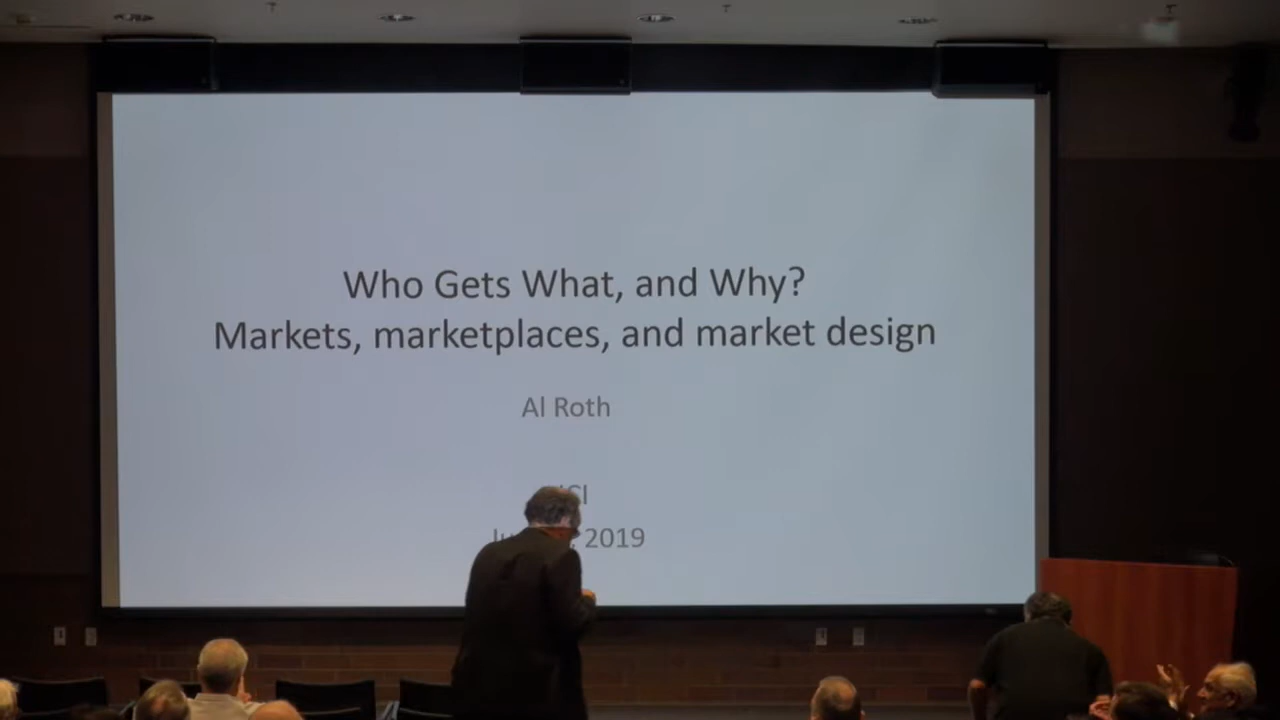 Who Gets What, and Why?
Markets, marketplaces, and market design
Al Roth
2019